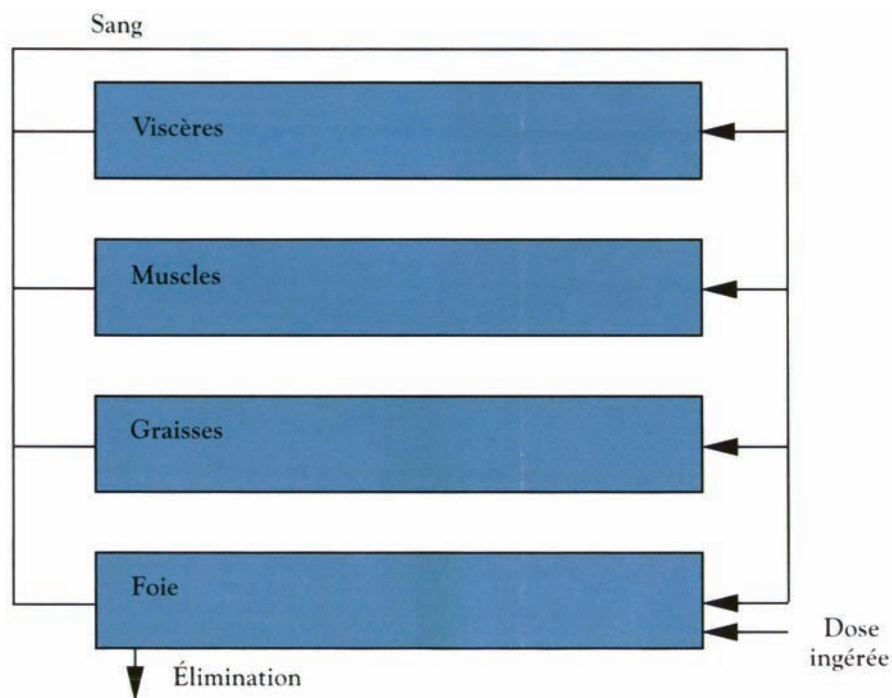 Sang
Viscères
Muscles
Graisses
Foie
Dose
ingérée
Élimination